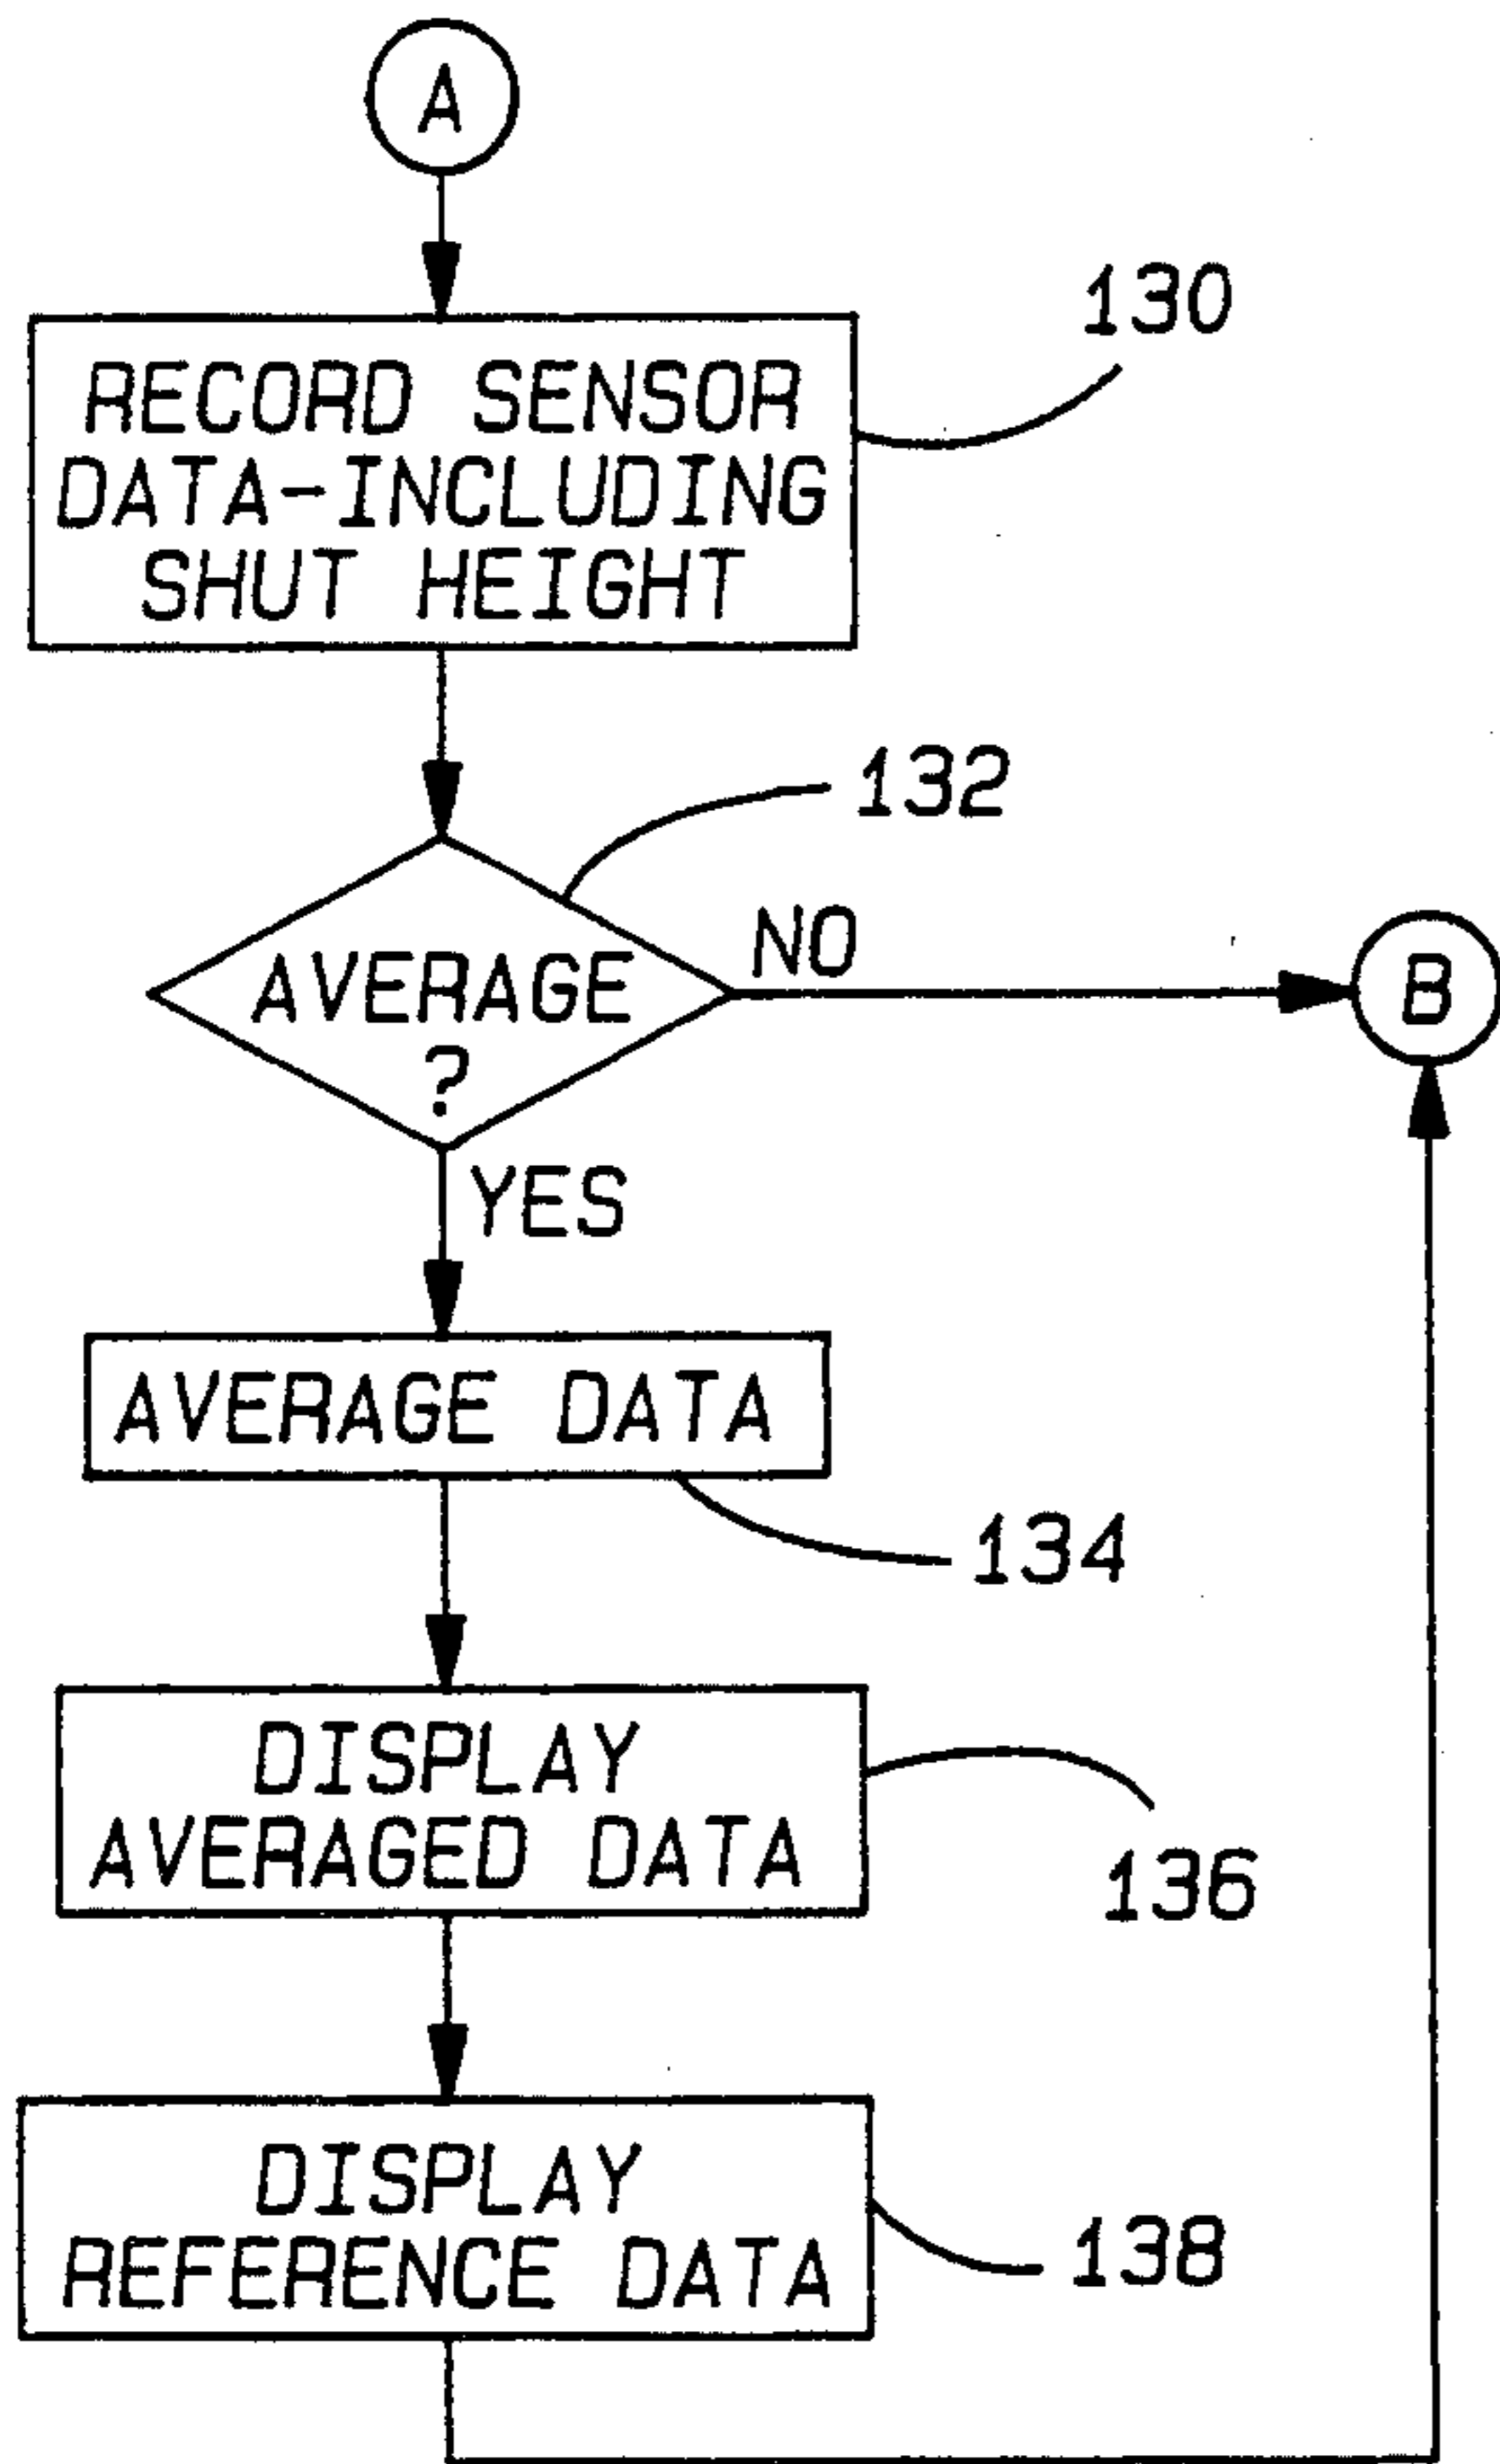 A
130
RECORD SENSOR
DATA-INCLUDING
SHUT HEIGHT
132
NO
AVERAGE
?
B
YES
AVERAGE DATA
134
DISPLAY
AVERAGED DATA
136
DISPLAY
REFERENCE DATA
138